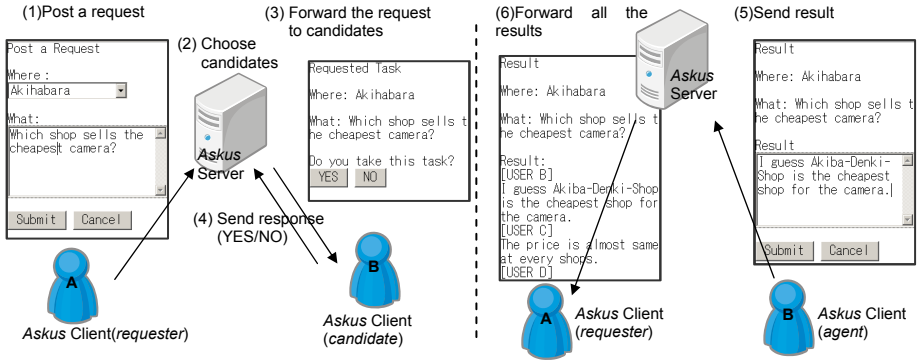 (1)Post a request
Post a Request
Where :
Akihabara
What:
Which shop sells the
cheapest camera?
Submit Cancel
A
Askus Client(requester)
(2) Choose
candidates
Askus
Server
(3) Forward the request
to candidates
Requested Task
Where: Akihabara
What: Which shop sells t
he cheapest camera?
Do you take this task?
YES NO
(4) Send response
(YES/NO)
B
Askus Client
(candidate)
(6)Forward all the
results
Result
Where: Akihabara
What: Which shop sells t
he cheapest camera?
Result:
[USER B]
I guess Akiba-Denki-Shop
is the cheapest shop for
the camera.
[USER C]
The price is almost same
at every shops.
[USER D]
Askus
Server
A
Askus Client
(requester)
(5)Send result
Result
Where: Akihabara
What: Which shop sells t
he cheapest camera?
Result
I guess Akiba-Denki-
Shop is the cheapest
shop for the camera.
Submit Cancel
B
Askus Client
(agent)